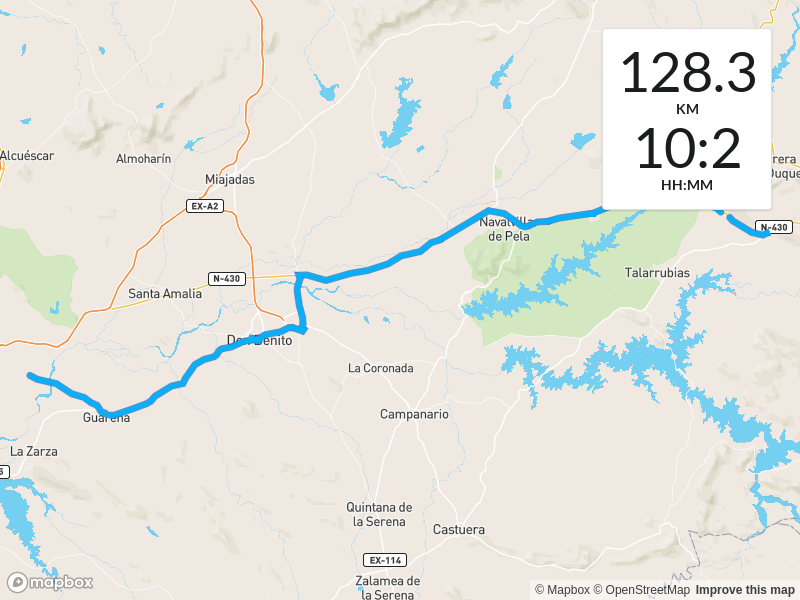 128.3
KM
10:2
HH:MM
Alcuéscar
Almoharín
Miajadas
EX-A2
rrera
Duque
Navalvilla
de Pela
N-430
N-430
Talarrubias
Santa Amalia
Don Benito
La Coronada
Campanario
Guareña
La Zarza
Quintana de
la Serena
Castuera
EX-114
Zalamea de
la Serena
mapbox
© Mapbox © OpenStreetMap Improve this map